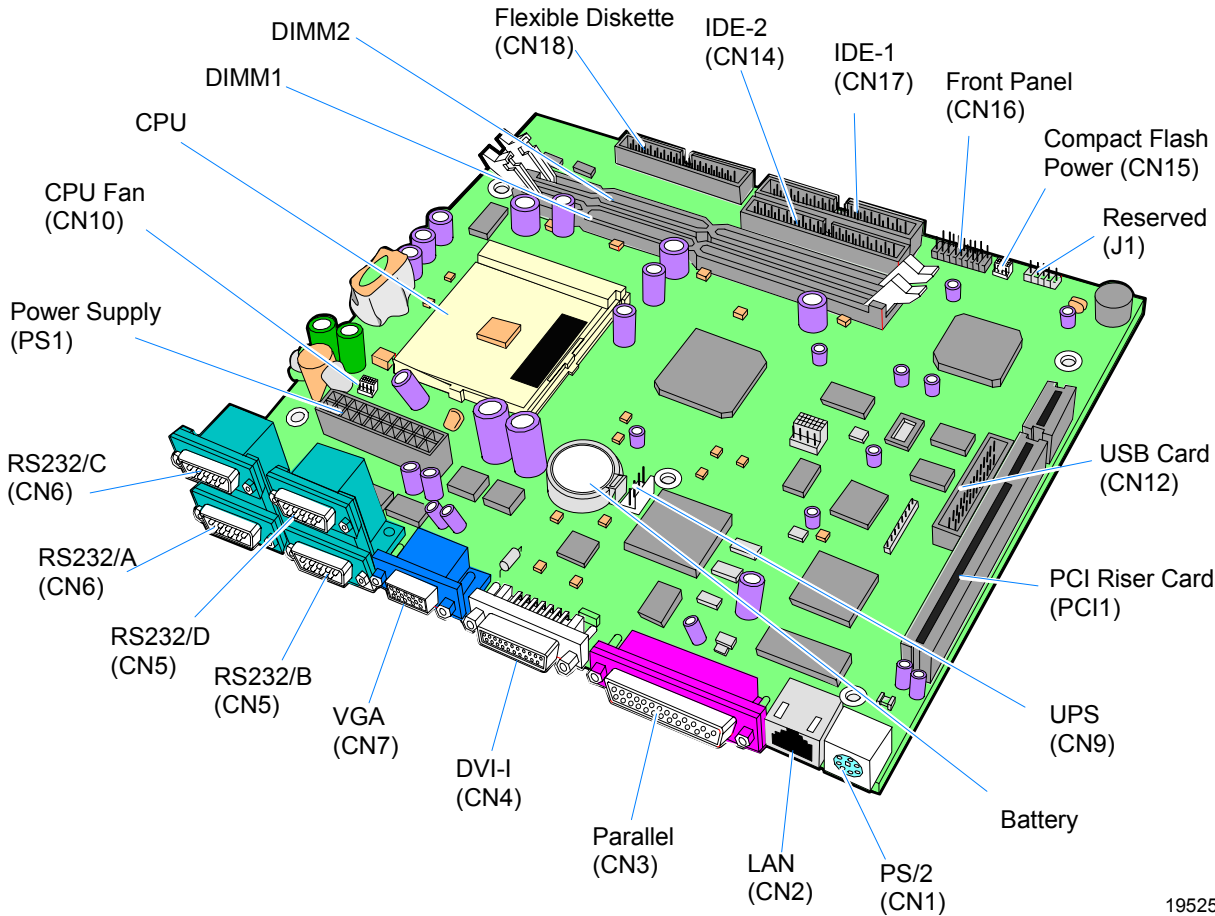 Flexible Diskette
(CN18)
DIMM2
IDE-2
(CN14)
IDE-1
(CN17)
DIMM1
Front Panel
(CN16)
CPU
Compact Flash
Power (CN15)
CPU Fan
(CN10)
Reserved
(J1)
Power Supply
(PS1)
RS232/C
(CN6)
USB Card
(CN12)
RS232/A
(CN6)
PCI Riser Card
(PCI1)
RS232/D
(CN5)
RS232/B
(CN5)
VGA
(CN7)
UPS
(CN9)
DVI-I
(CN4)
Battery
Parallel
(CN3)
LAN
(CN2)
PS/2
(CN1)
19525